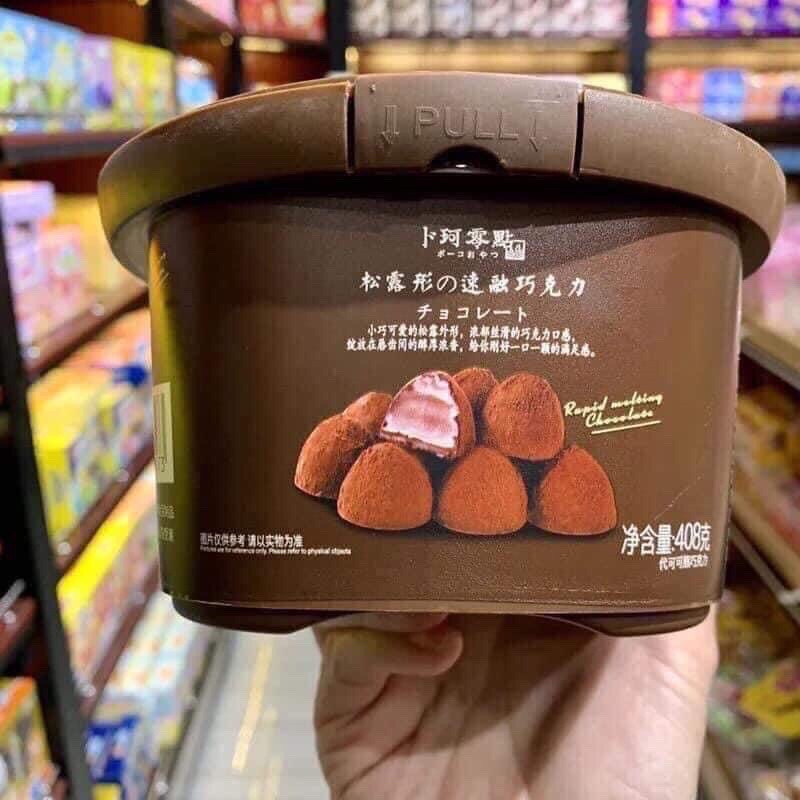 ↓PULL↓
卜珂零點
ポーコおやつ
松露形の速融巧克力
チョコレート
小巧可爱的松露外形，浓郁丝滑的巧克力口感，
绽放在唇齿间的醇厚浓香，给你刚好一口一颗的满足感。
Rapid melting
Chocolate
图片仅供参考 请以实物为准
Pictures are for reference only. Please refer to physical objects
净含量:408克
代可可脂巧克力